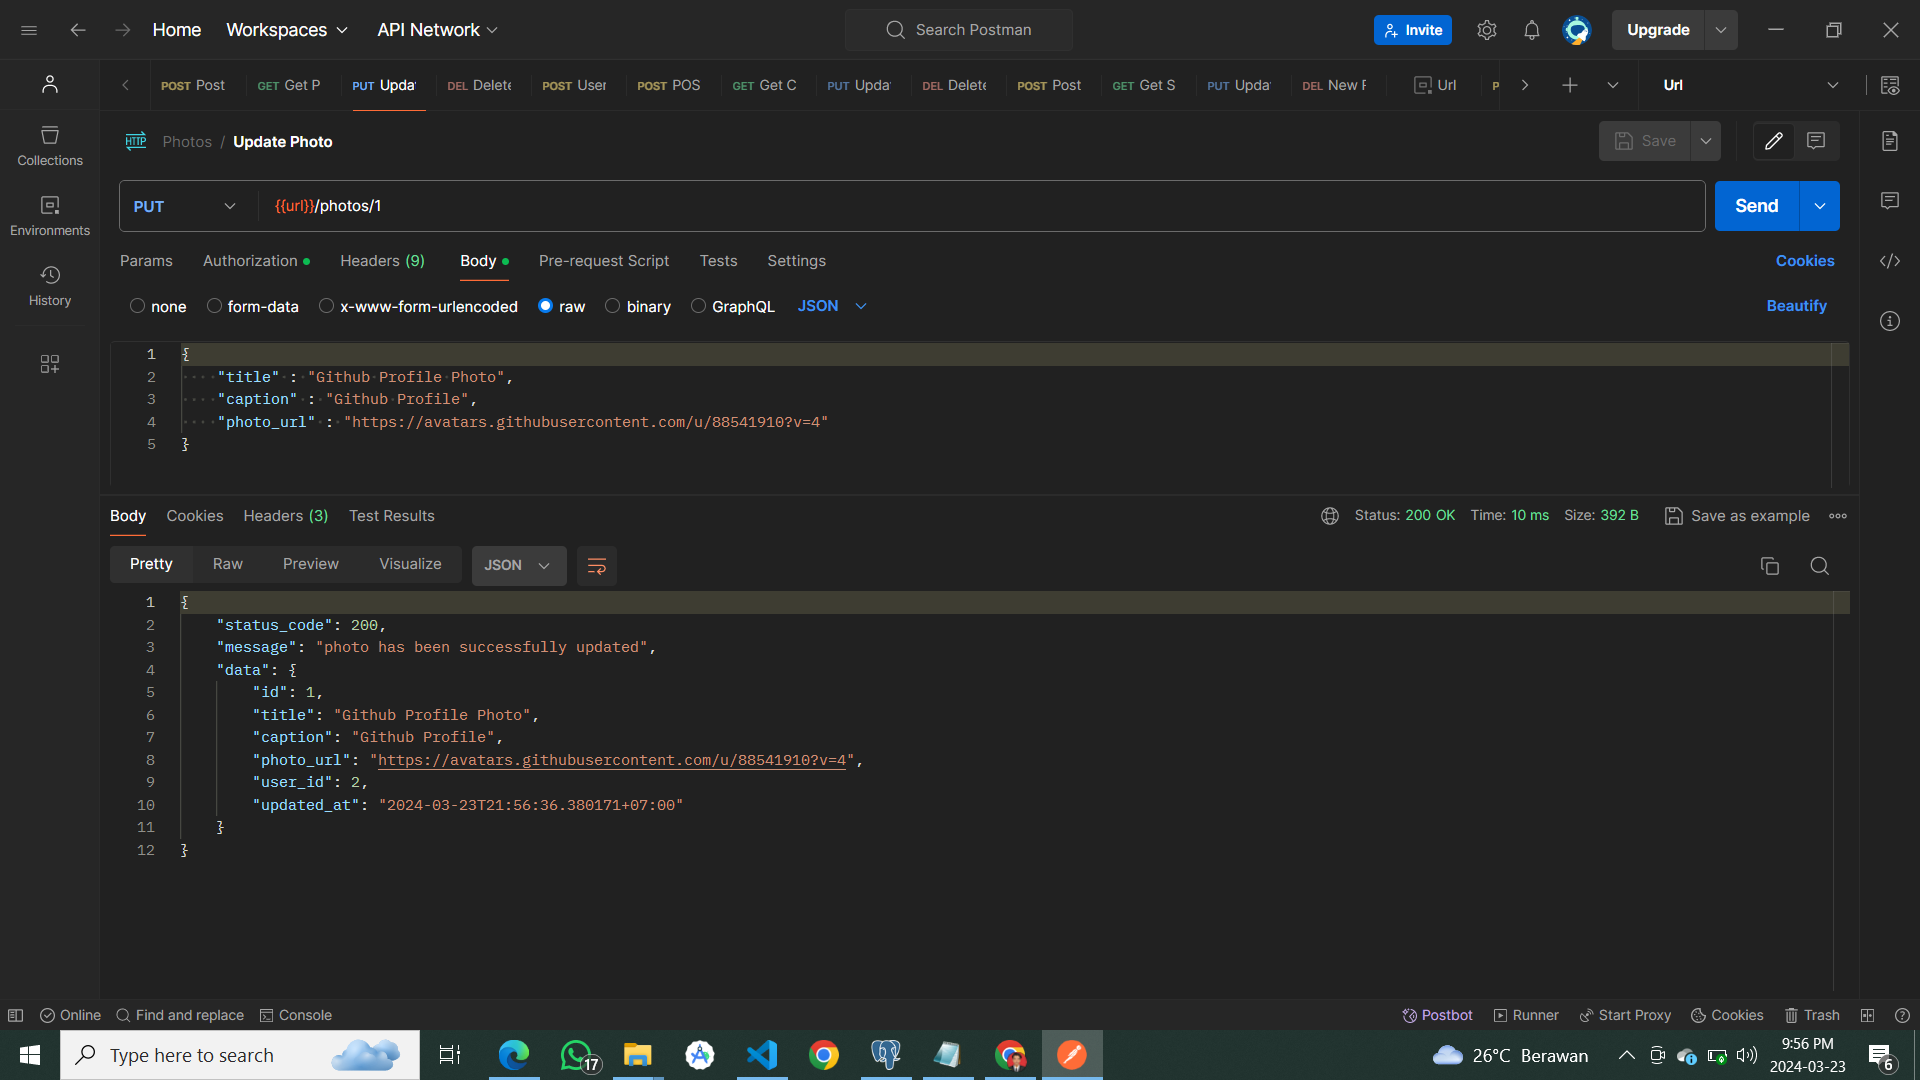 Home Workspaces API Network Search Postman Invite Upgrade
POST Post GET Get P PUT Upda DEL Delete POST User POST POS GET Get C PUT Upda DEL Delete POST Post GET Get S PUT Upda DEL New F Url P Url
HTTP Photos / Update Photo Save
Collections
Environments
History
PUT {{url}}/photos/1 Send
Params Authorization Headers (9) Body Pre-request Script Tests Settings Cookies
none form-data x-www-form-urlencoded raw binary GraphQL JSON Beautify
1 {
2 "title" : "Github Profile Photo",
3 "caption" : "Github Profile",
4 "photo_url" : "https://avatars.githubusercontent.com/u/88541910?v=4"
5 }
Body Cookies Headers (3) Test Results Status: 200 OK Time: 10 ms Size: 392 B Save as example
Pretty Raw Preview Visualize JSON
1 {
2 "status_code": 200,
3 "message": "photo has been successfully updated",
4 "data": {
5 "id": 1,
6 "title": "Github Profile Photo",
7 "caption": "Github Profile",
8 "photo_url": "https://avatars.githubusercontent.com/u/88541910?v=4",
9 "user_id": 2,
10 "updated_at": "2024-03-23T21:56:36.380171+07:00"
11 }
12 }
Online Find and replace Console Postbot Runner Start Proxy Cookies Trash
Type here to search 17 26°C Berawan 9:56 PM
2024-03-23 6